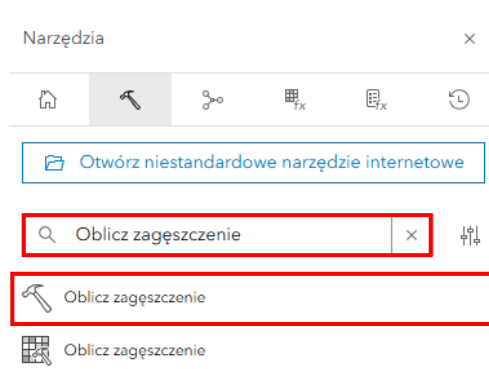 Narzędzia
Otwórz niestandardowe narzędzie internetowe
Oblicz zagęszczenie
Oblicz zagęszczenie
Oblicz zagęszczenie